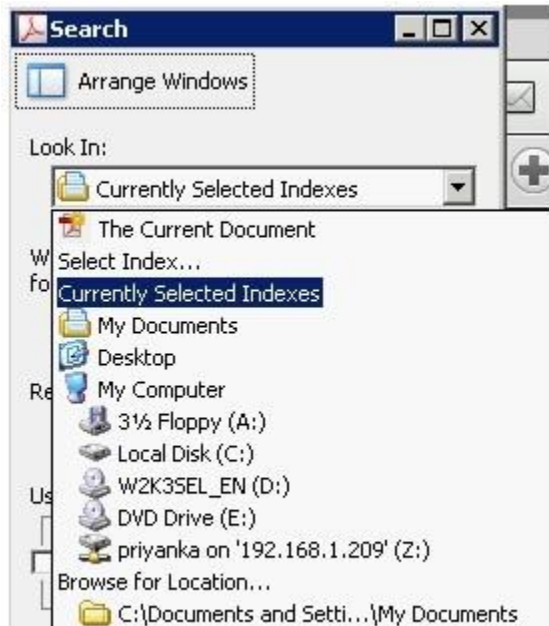 Search
Arrange Windows
Look In:
Currently Selected Indexes
The Current Document
Select Index...
Currently Selected Indexes
My Documents
Desktop
My Computer
3½ Floppy (A:)
Local Disk (C:)
W2K3SEL_EN (D:)
DVD Drive (E:)
priyanka on '192.168.1.209' (Z:)
Browse for Location...
C:\Documents and Setti...\My Documents